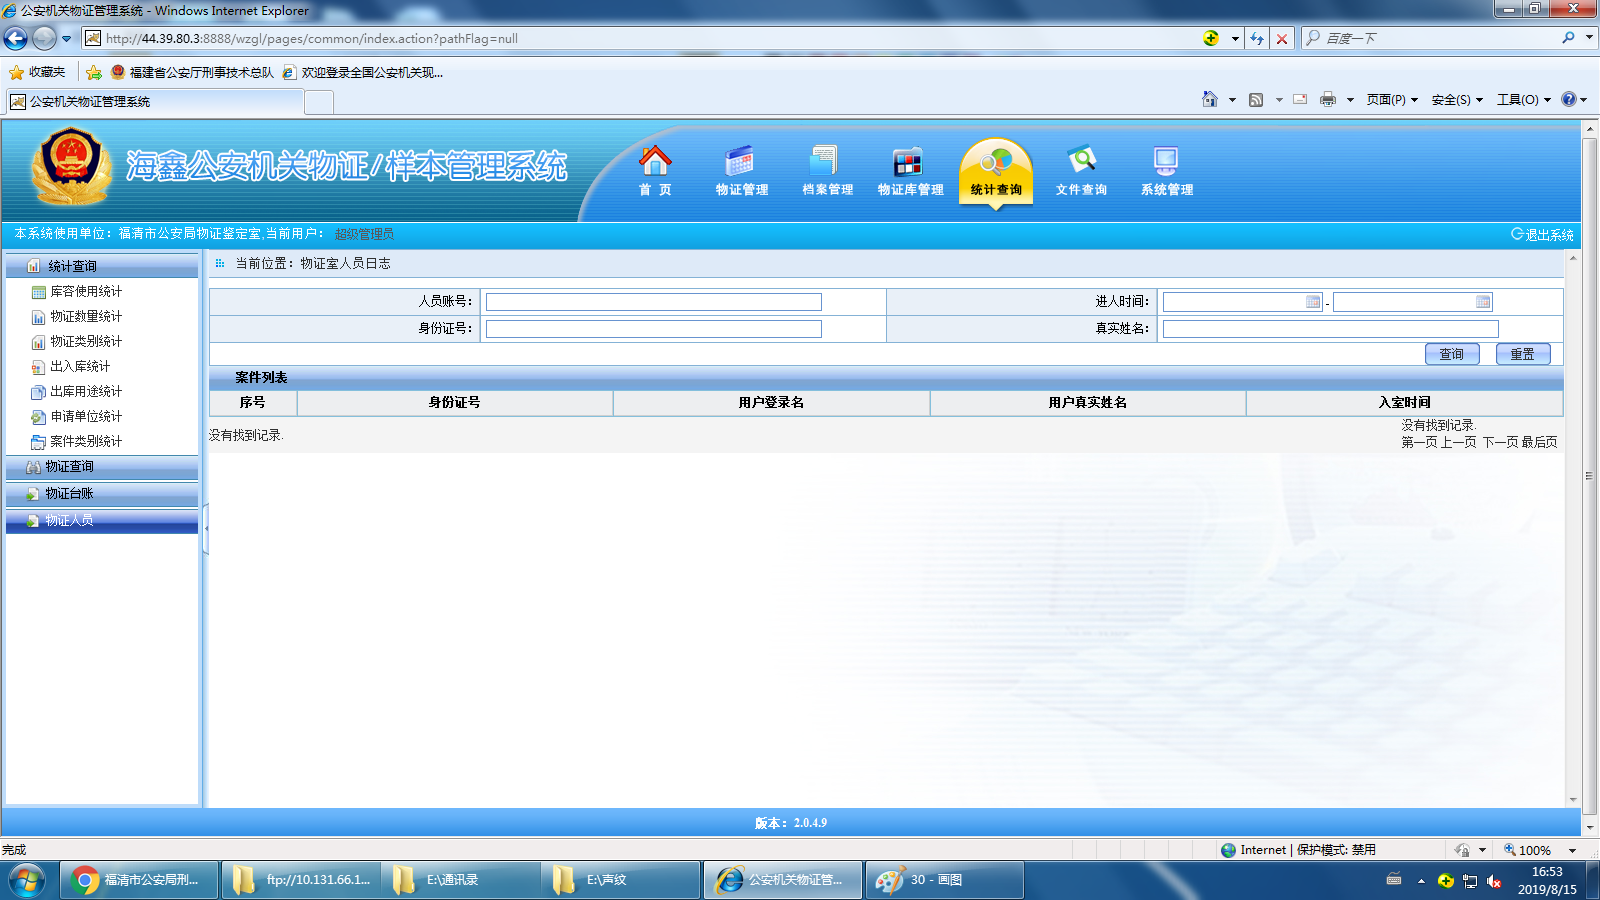 公安机关物证管理系统 - Windows Internet Explorer
http://44.39.80.3:8888/wzgl/pages/common/index.action?pathFlag=null
百度一下
收藏夹
福建省公安厅刑事技术总队
欢迎登录全国公安机关现...
公安机关物证管理系统
页面(P)
安全(S)
工具(O)
海鑫公安机关物证/样本管理系统
首 页
物证管理
档案管理
物证库管理
统计查询
文件查询
系统管理
本系统使用单位：福清市公安局物证鉴定室,当前用户： 超级管理员
退出系统
统计查询
库容使用统计
物证数量统计
物证类别统计
出入库统计
出库用途统计
申请单位统计
案件类别统计
物证查询
物证台账
物证人员
当前位置：物证室人员日志
人员账号：
进入时间：
-
身份证号：
真实姓名：
查询
重置
案件列表
序号
身份证号
用户登录名
用户真实姓名
入室时间
没有找到记录.
没有找到记录.
第一页 上一页 下一页 最后页
版本：2.0.4.9
完成
Internet | 保护模式: 禁用
100%
福清市公安局刑...
ftp://10.131.66.1...
E:\通讯录
E:\声纹
公安机关物证管...
30 - 画图
16:53
2019/8/15